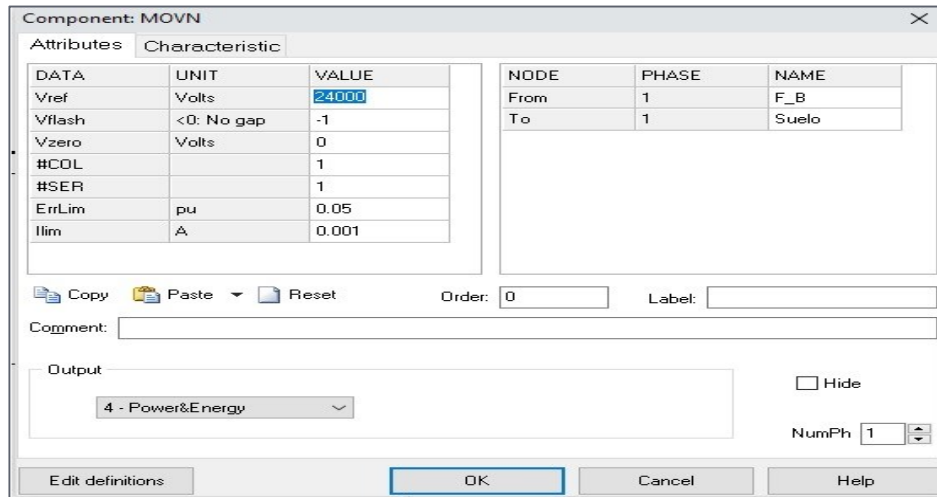 Component: MOVN
Attributes Characteristic
DATA UNIT VALUE
Vref Volts 24000
Vflash <0: No gap -1
Vzero Volts 0
#COL 1
#SER 1
ErrLim pu 0.05
Ilim A 0.001
NODE PHASE NAME
From 1 F_B
To 1 Suelo
Copy Paste Reset Order: 0 Label:
Comment:
Output
4 - Power&Energy
Hide
NumPh 1
Edit definitions OK Cancel Help